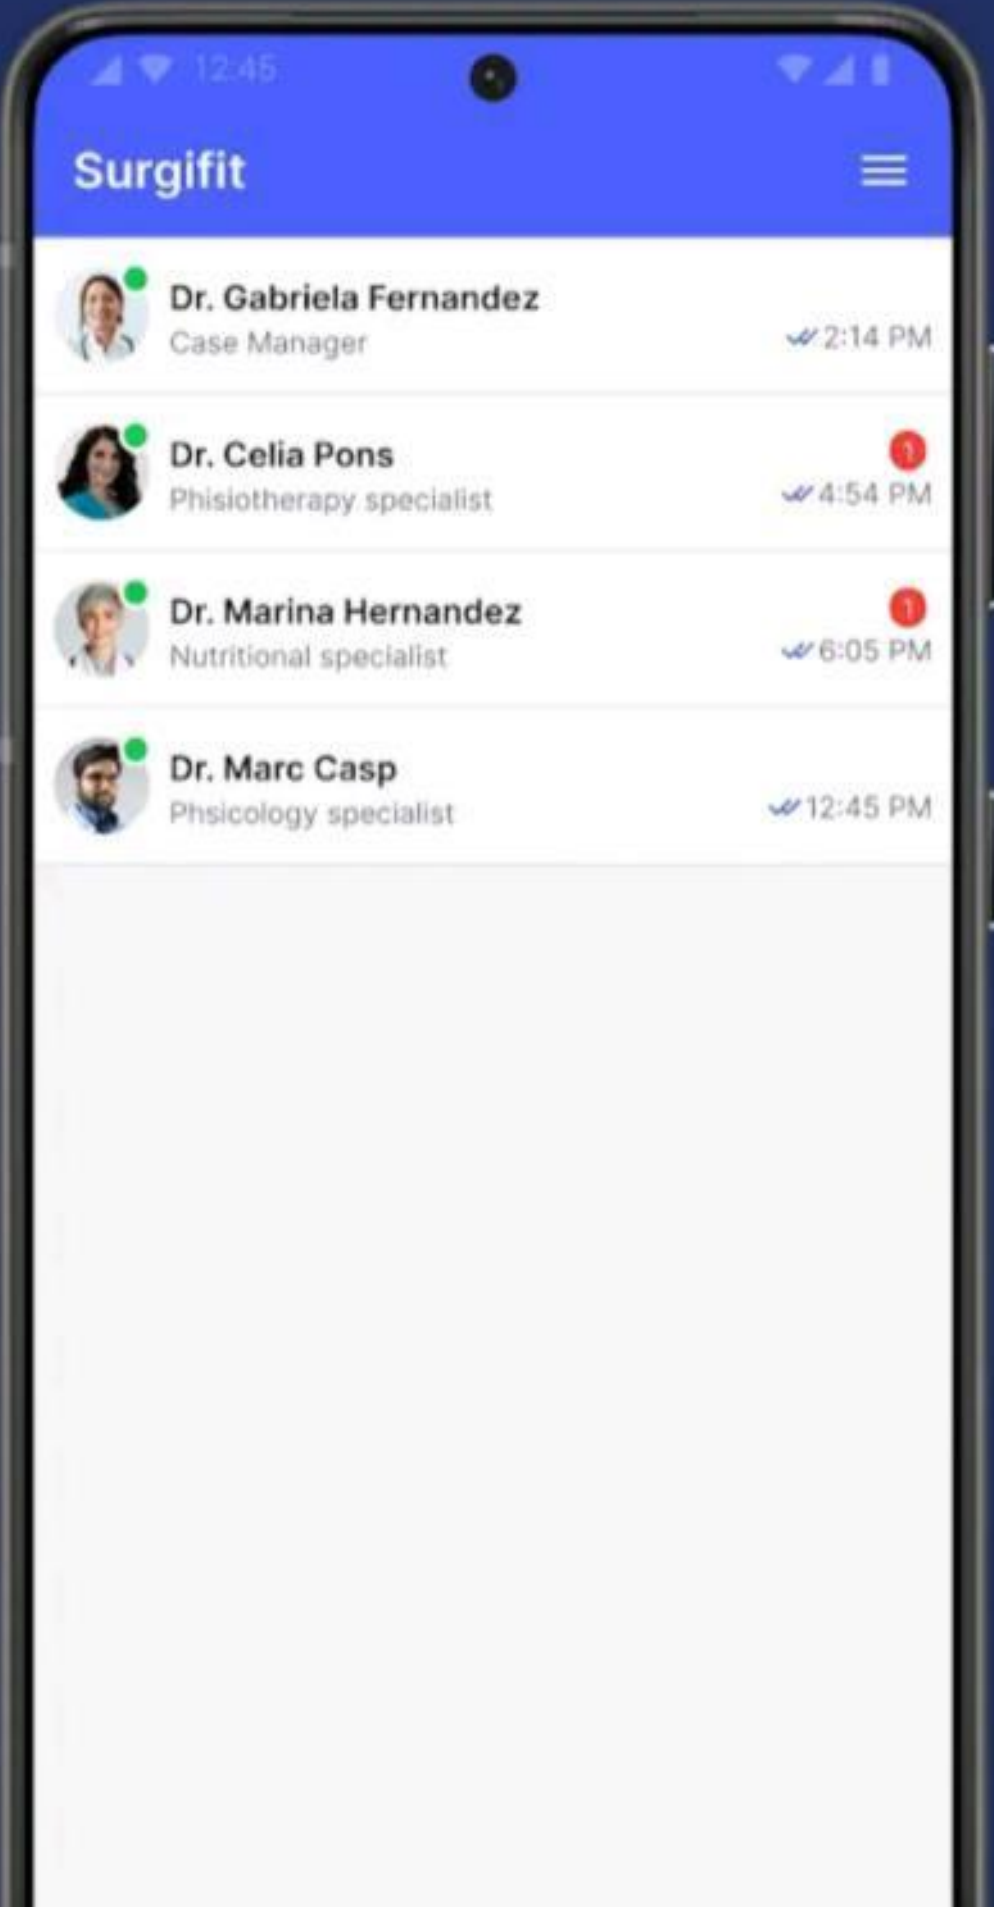 12:45
Surgifit
Dr. Gabriela Fernandez
Case Manager
2:14 PM
Dr. Celia Pons
1
Phisiotherapy specialist
4:54 PM
Dr. Marina Hernandez
1
Nutritional specialist
6:05 PM
Dr. Marc Casp
Phsicology specialist
12:45 PM